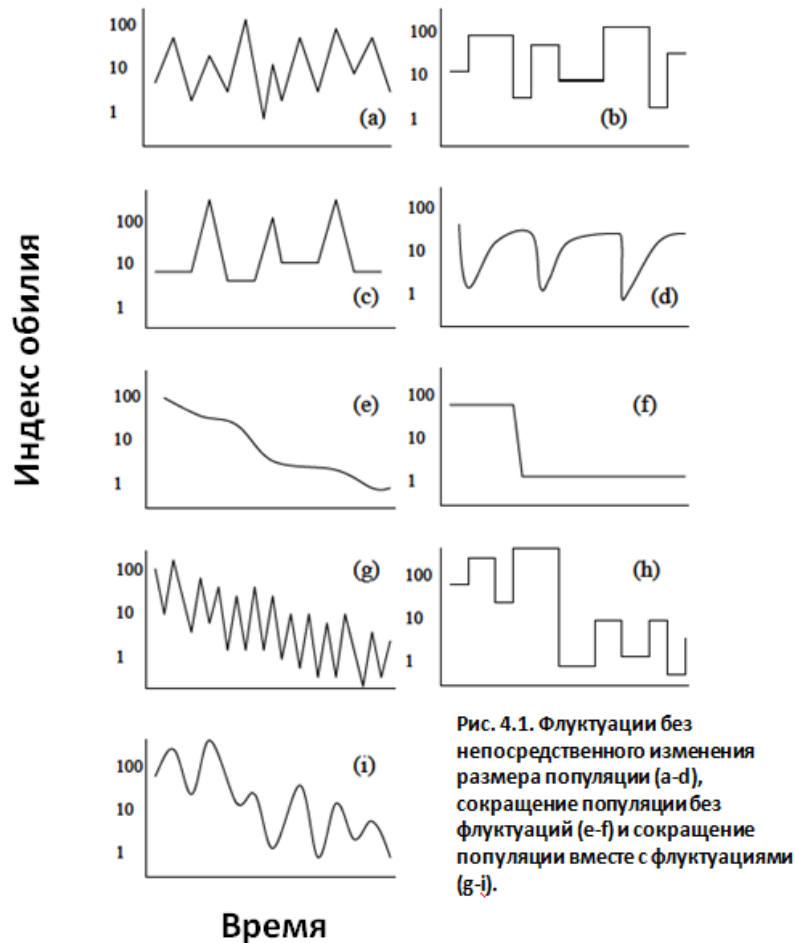 100
10
1
(a)
100
10
1
(b)
100
10
1
(c)
100
10
1
(d)
Индекс обилия
100
10
1
(e)
100
10
1
(f)
100
10
1
(g)
100
10
1
(h)
100
10
1
(i)
Рис. 4.1. Флуктуации без
непосредственного изменения
размера популяции (a-d),
сокращение популяции без
флуктуаций (e-f) и сокращение
популяции вместе с флуктуациями
(g-i).
Время